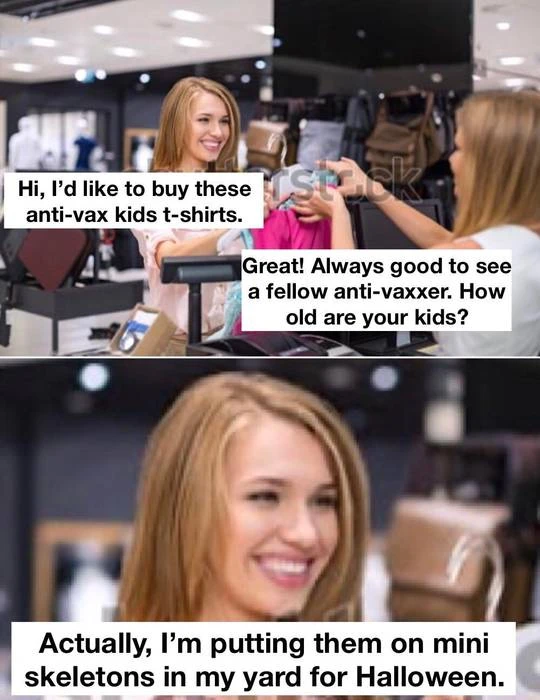 Hi, I'd like to buy these
anti-vax kids t-shirts.
Great! Always good to see
a fellow anti-vaxxer. How
old are your kids?
Actually, I'm putting them on mini
skeletons in my yard for Halloween.